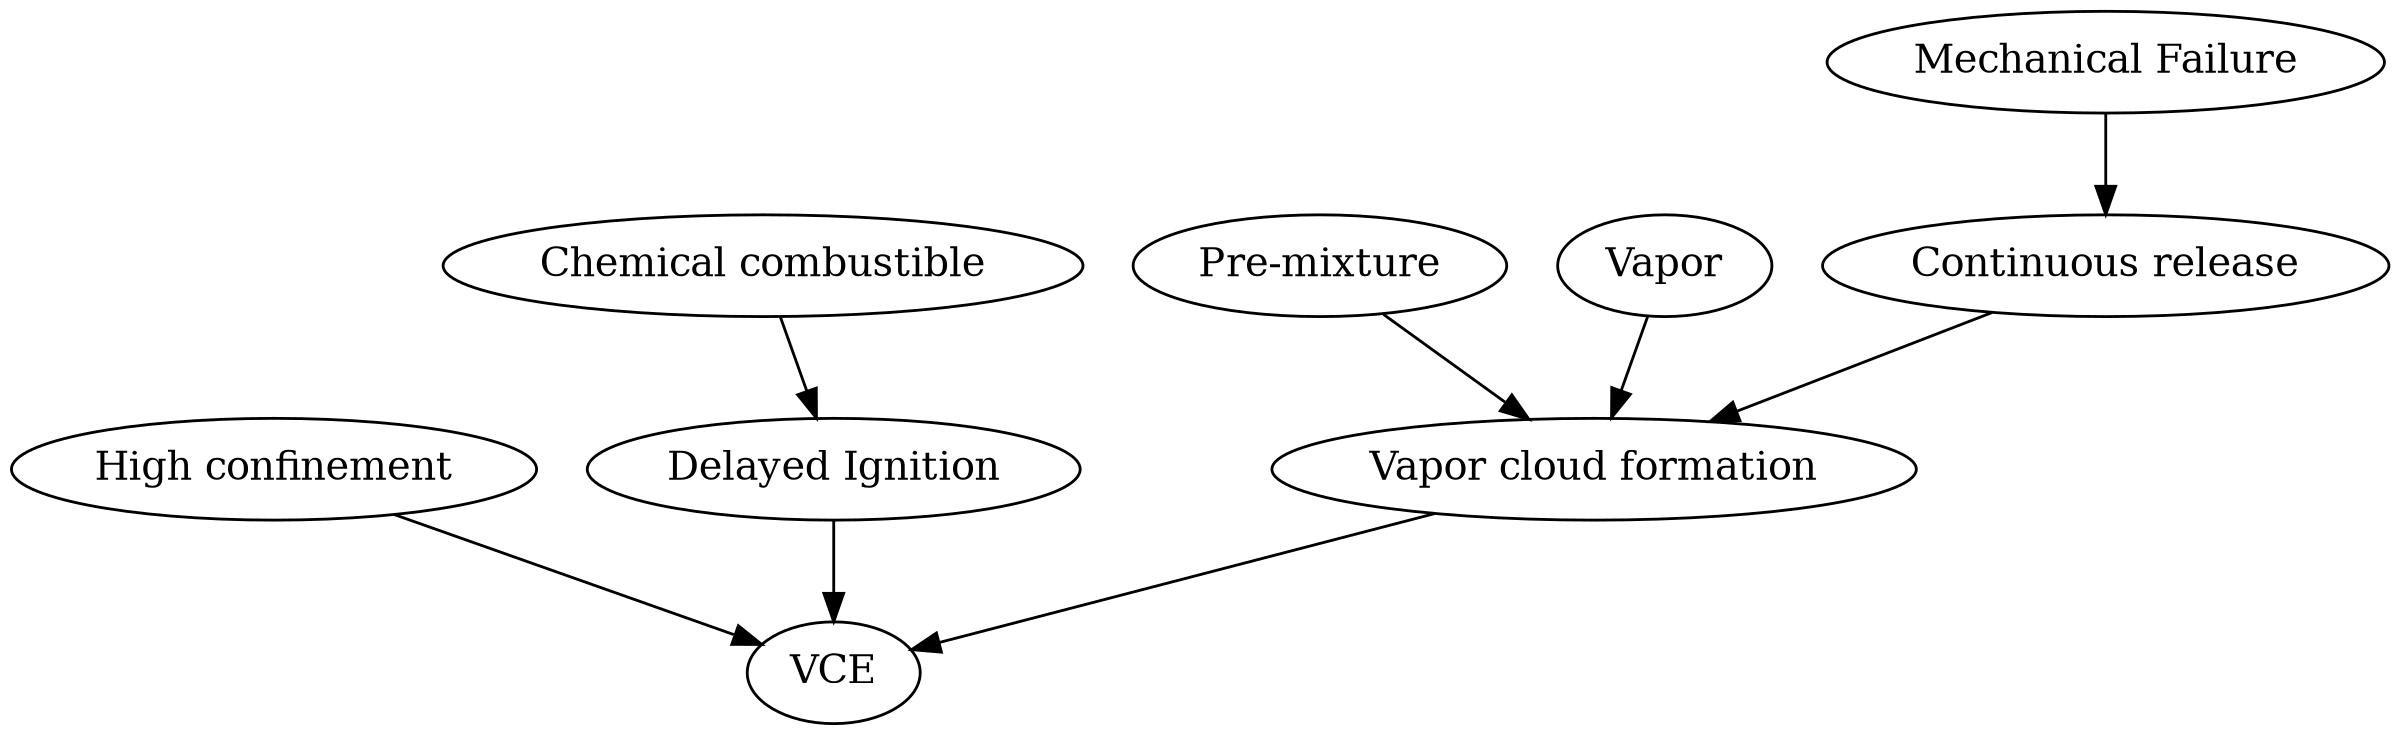 Mechanical Failure
Chemical combustible
Pre-mixture
Vapor
Continuous release
High confinement
Delayed Ignition
Vapor cloud formation
VCE